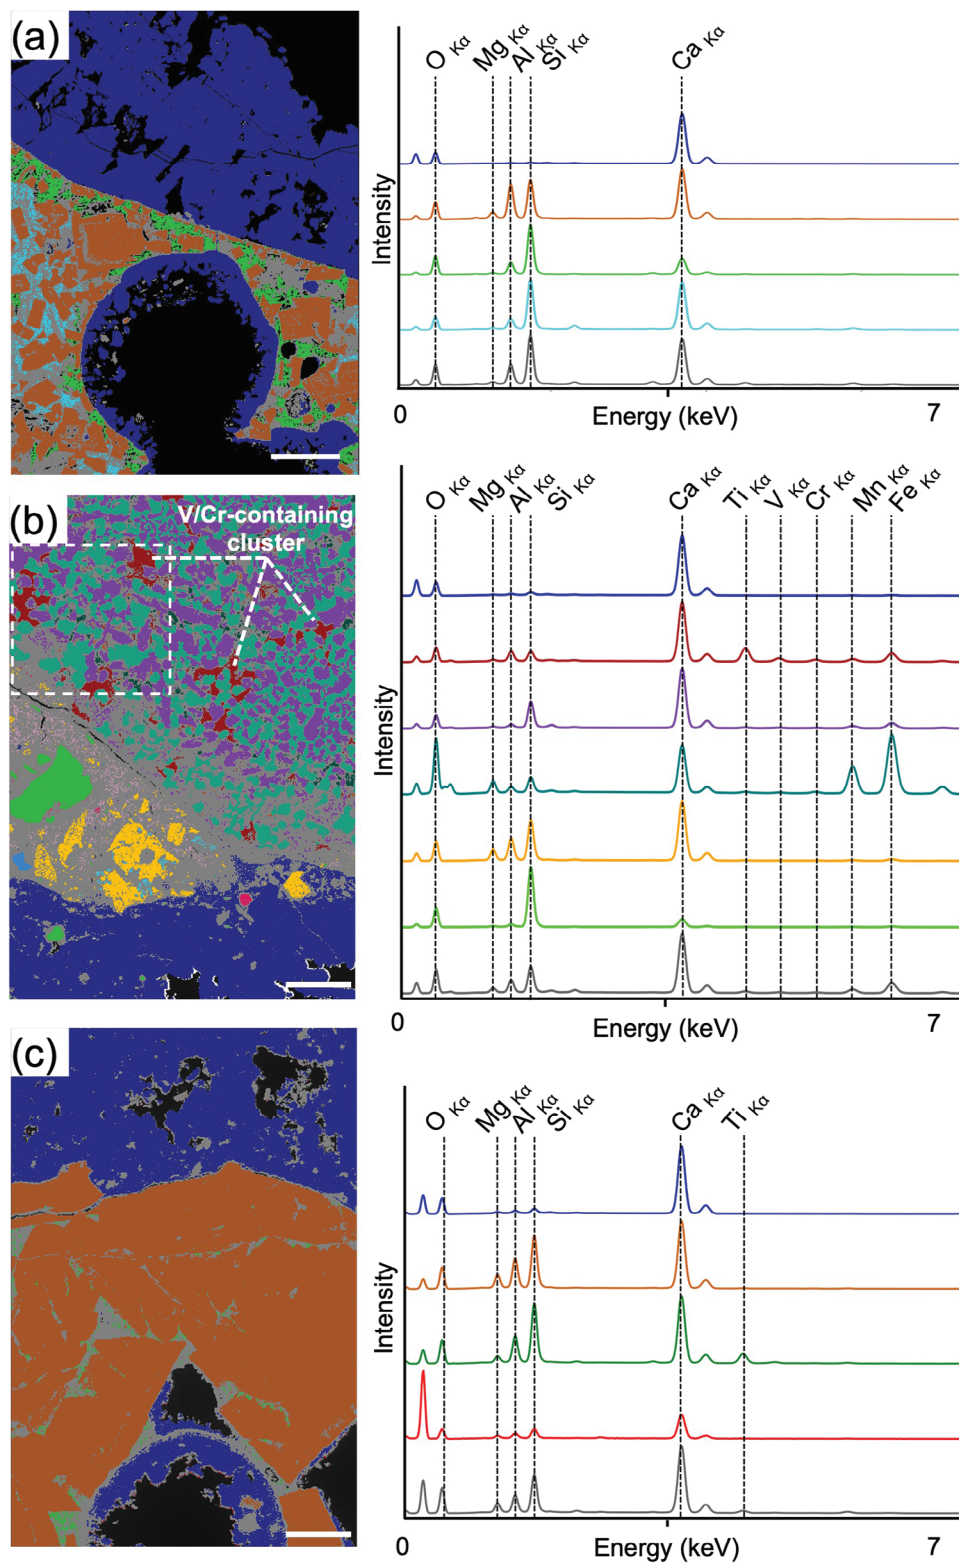 (a)
O Kα
Mg Kα
Al Kα
Si Kα
Ca Kα
Intensity
0
Energy (keV)
7
(b)
V/Cr-containing
cluster
O Kα
Mg Kα
Al Kα
Si Kα
Ca Kα
Ti Kα
V Kα
Cr Kα
Mn Kα
Fe Kα
Intensity
0
Energy (keV)
7
(c)
O Kα
Mg Kα
Al Kα
Si Kα
Ca Kα
Ti Kα
Intensity
0
Energy (keV)
7